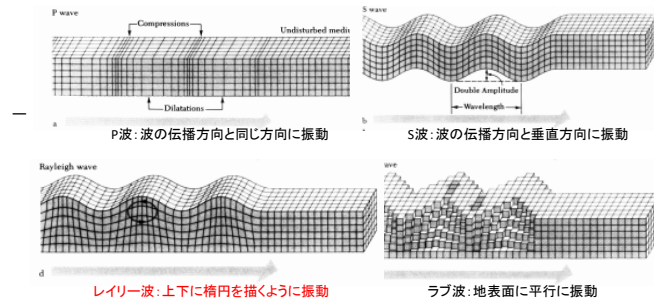 P wave
Compressions
Undisturbed medi
Dilatations
a
P波：波の伝播方向と同じ方向に振動
S wave
Double Amplitude
Wavelength
b
S波：波の伝播方向と垂直方向に振動
Rayleigh wave
d
レイリー波：上下に楕円を描くように振動
ave
ラブ波：地表面に平行に振動